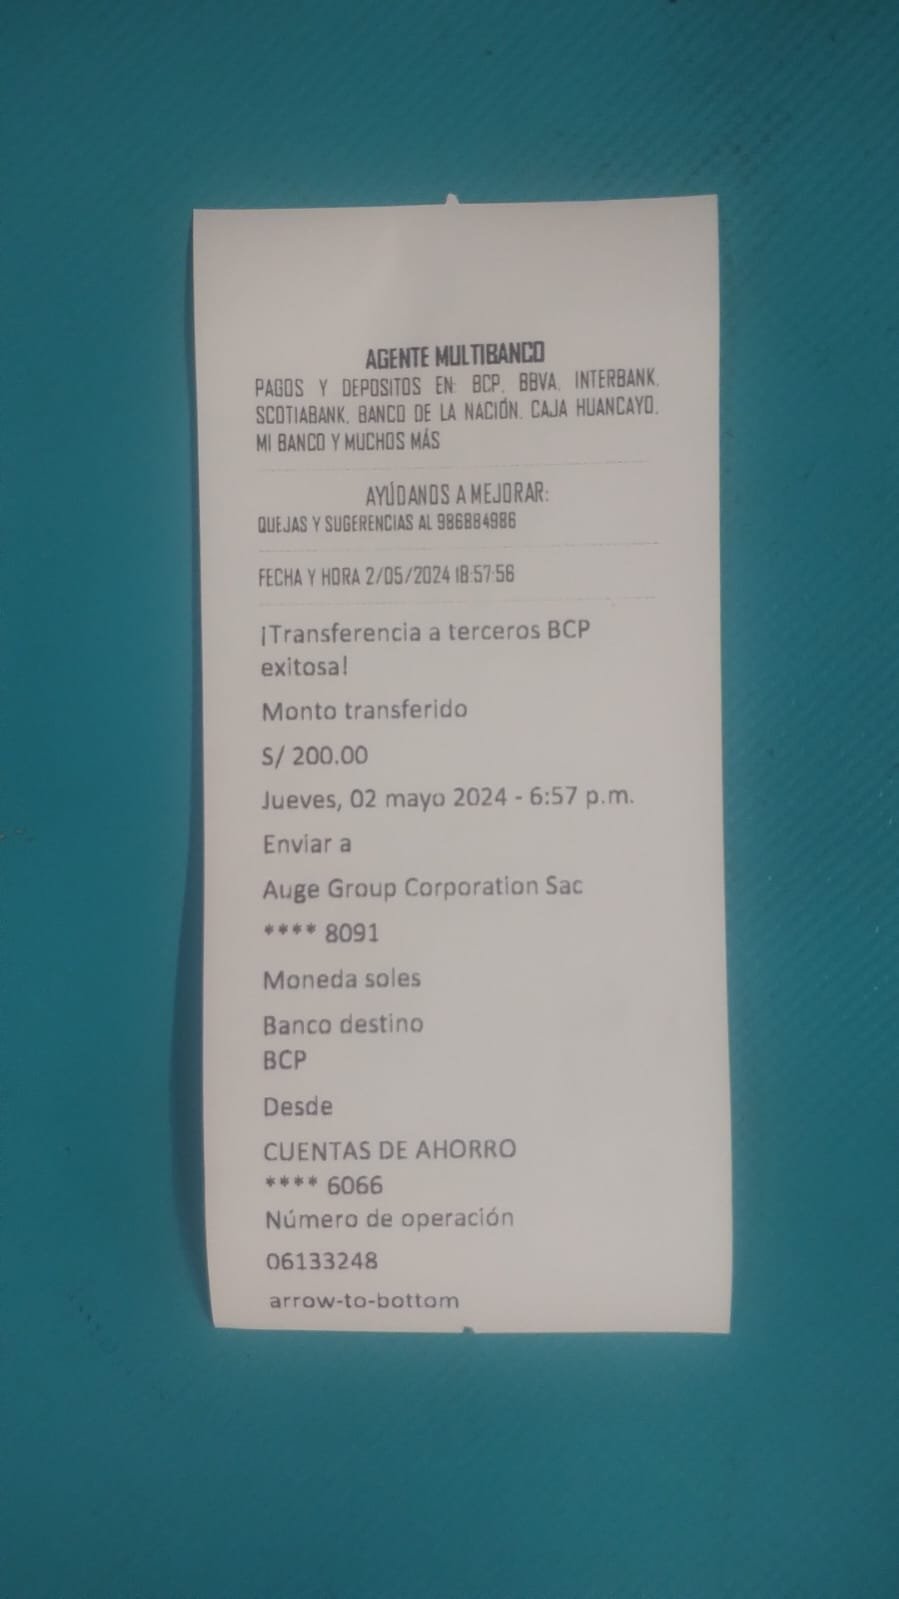 AGENTE MULTIBANCO
PAGOS Y DEPOSITOS EN: BCP, BBVA, INTERBANK,
SCOTIABANK, BANCO DE LA NACIÓN, CAJA HUANCAYO,
MI BANCO Y MUCHOS MÁS
AYÚDANOS A MEJORAR:
QUEJAS Y SUGERENCIAS AL 986884986
FECHA Y HORA 2/05/2024 18:57:56
¡Transferencia a terceros BCP
exitosa!
Monto transferido
S/ 200.00
Jueves, 02 mayo 2024 - 6:57 p.m.
Enviar a
Auge Group Corporation Sac
**** 8091
Moneda soles
Banco destino
BCP
Desde
CUENTAS DE AHORRO
**** 6066
Número de operación
06133248
arrow-to-bottom